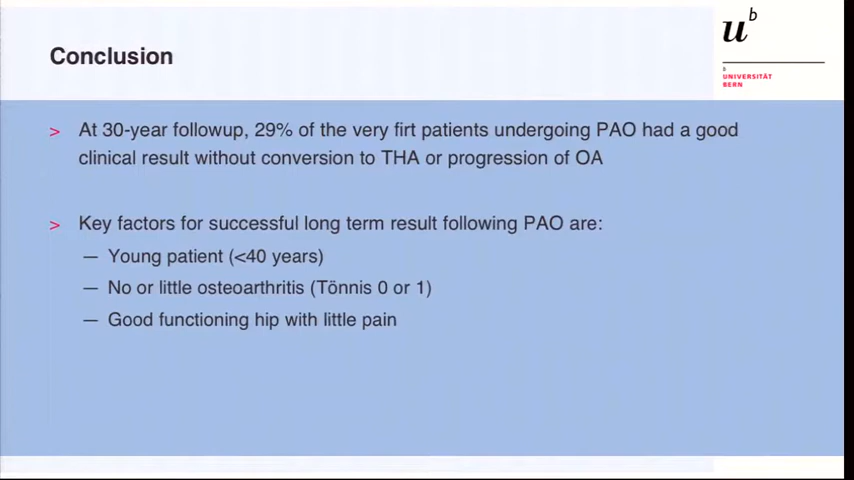 Conclusion
u^b
b
UNIVERSITÄT
BERN
> At 30-year followup, 29% of the very firt patients undergoing PAO had a good
clinical result without conversion to THA or progression of OA
> Key factors for successful long term result following PAO are:
— Young patient (<40 years)
— No or little osteoarthritis (Tönnis 0 or 1)
— Good functioning hip with little pain